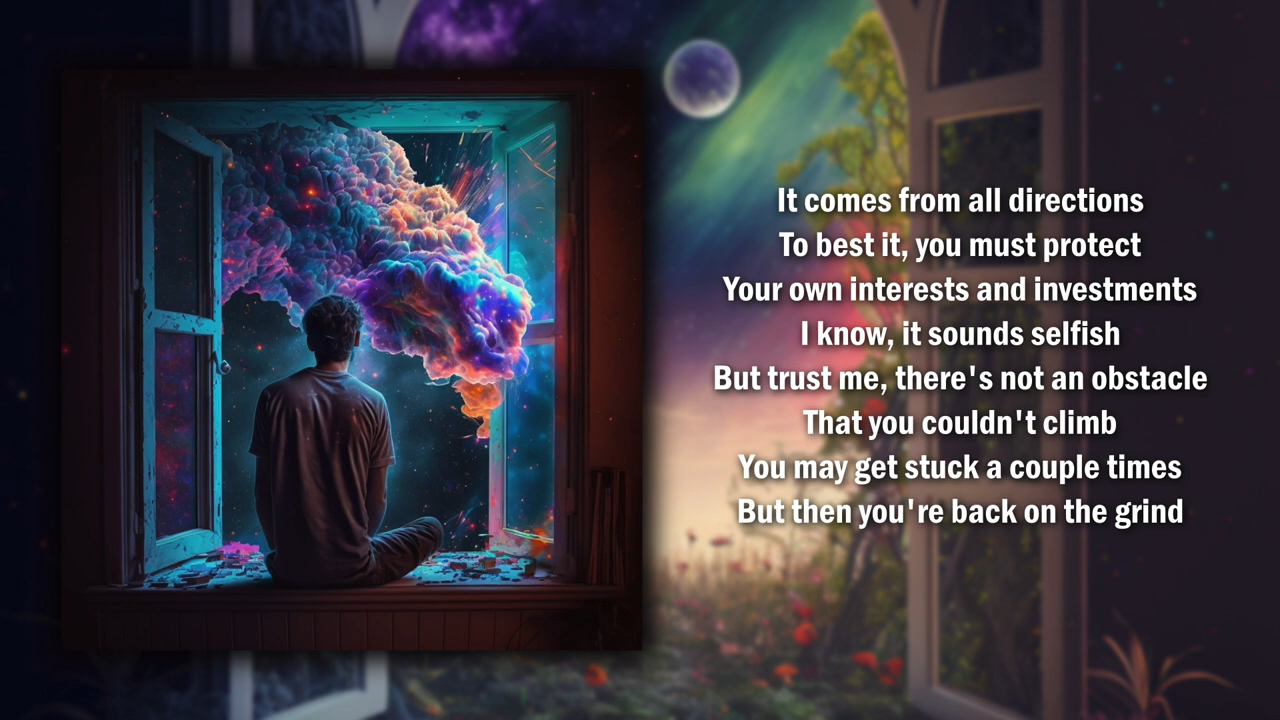 It comes from all directions
To best it, you must protect
Your own interests and investments
I know, it sounds selfish
But trust me, there's not an obstacle
That you couldn't climb
You may get stuck a couple times
But then you're back on the grind